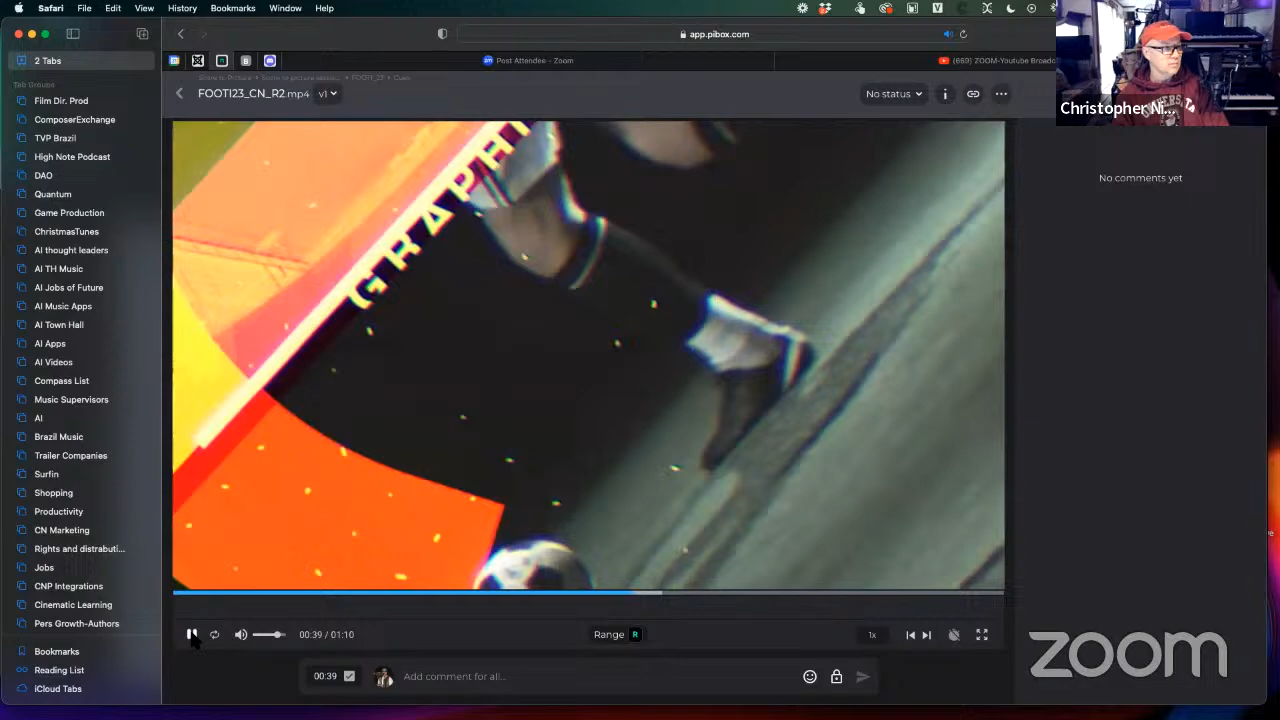 Safari File Edit View History Bookmarks Window Help
2 Tabs
app.pibox.com
Tab Groups
Post Attendee - Zoom
(669) ZOOM-Youtube Broadc
Film Dir. Prod
ComposerExchange
TVP Brazil
High Note Podcast
DAO
Quantum
Game Production
ChristmasTunes
AI thought leaders
AI TH Music
AI Jobs of Future
AI Music Apps
AI Town Hall
AI Apps
AI Videos
Compass List
Music Supervisors
AI
Brazil Music
Trailer Companies
Surfin
Shopping
Productivity
CN Marketing
Rights and distributi...
Jobs
CNP Integrations
Cinematic Learning
Pers Growth-Authors
Bookmarks
Reading List
iCloud Tabs
FOOTI23_CN_R2.mp4 v1
No status
Christopher Ni...
No comments yet
GRAPHI
00:39 / 01:10
Range R
1x
00:39
Add comment for all...
zoom